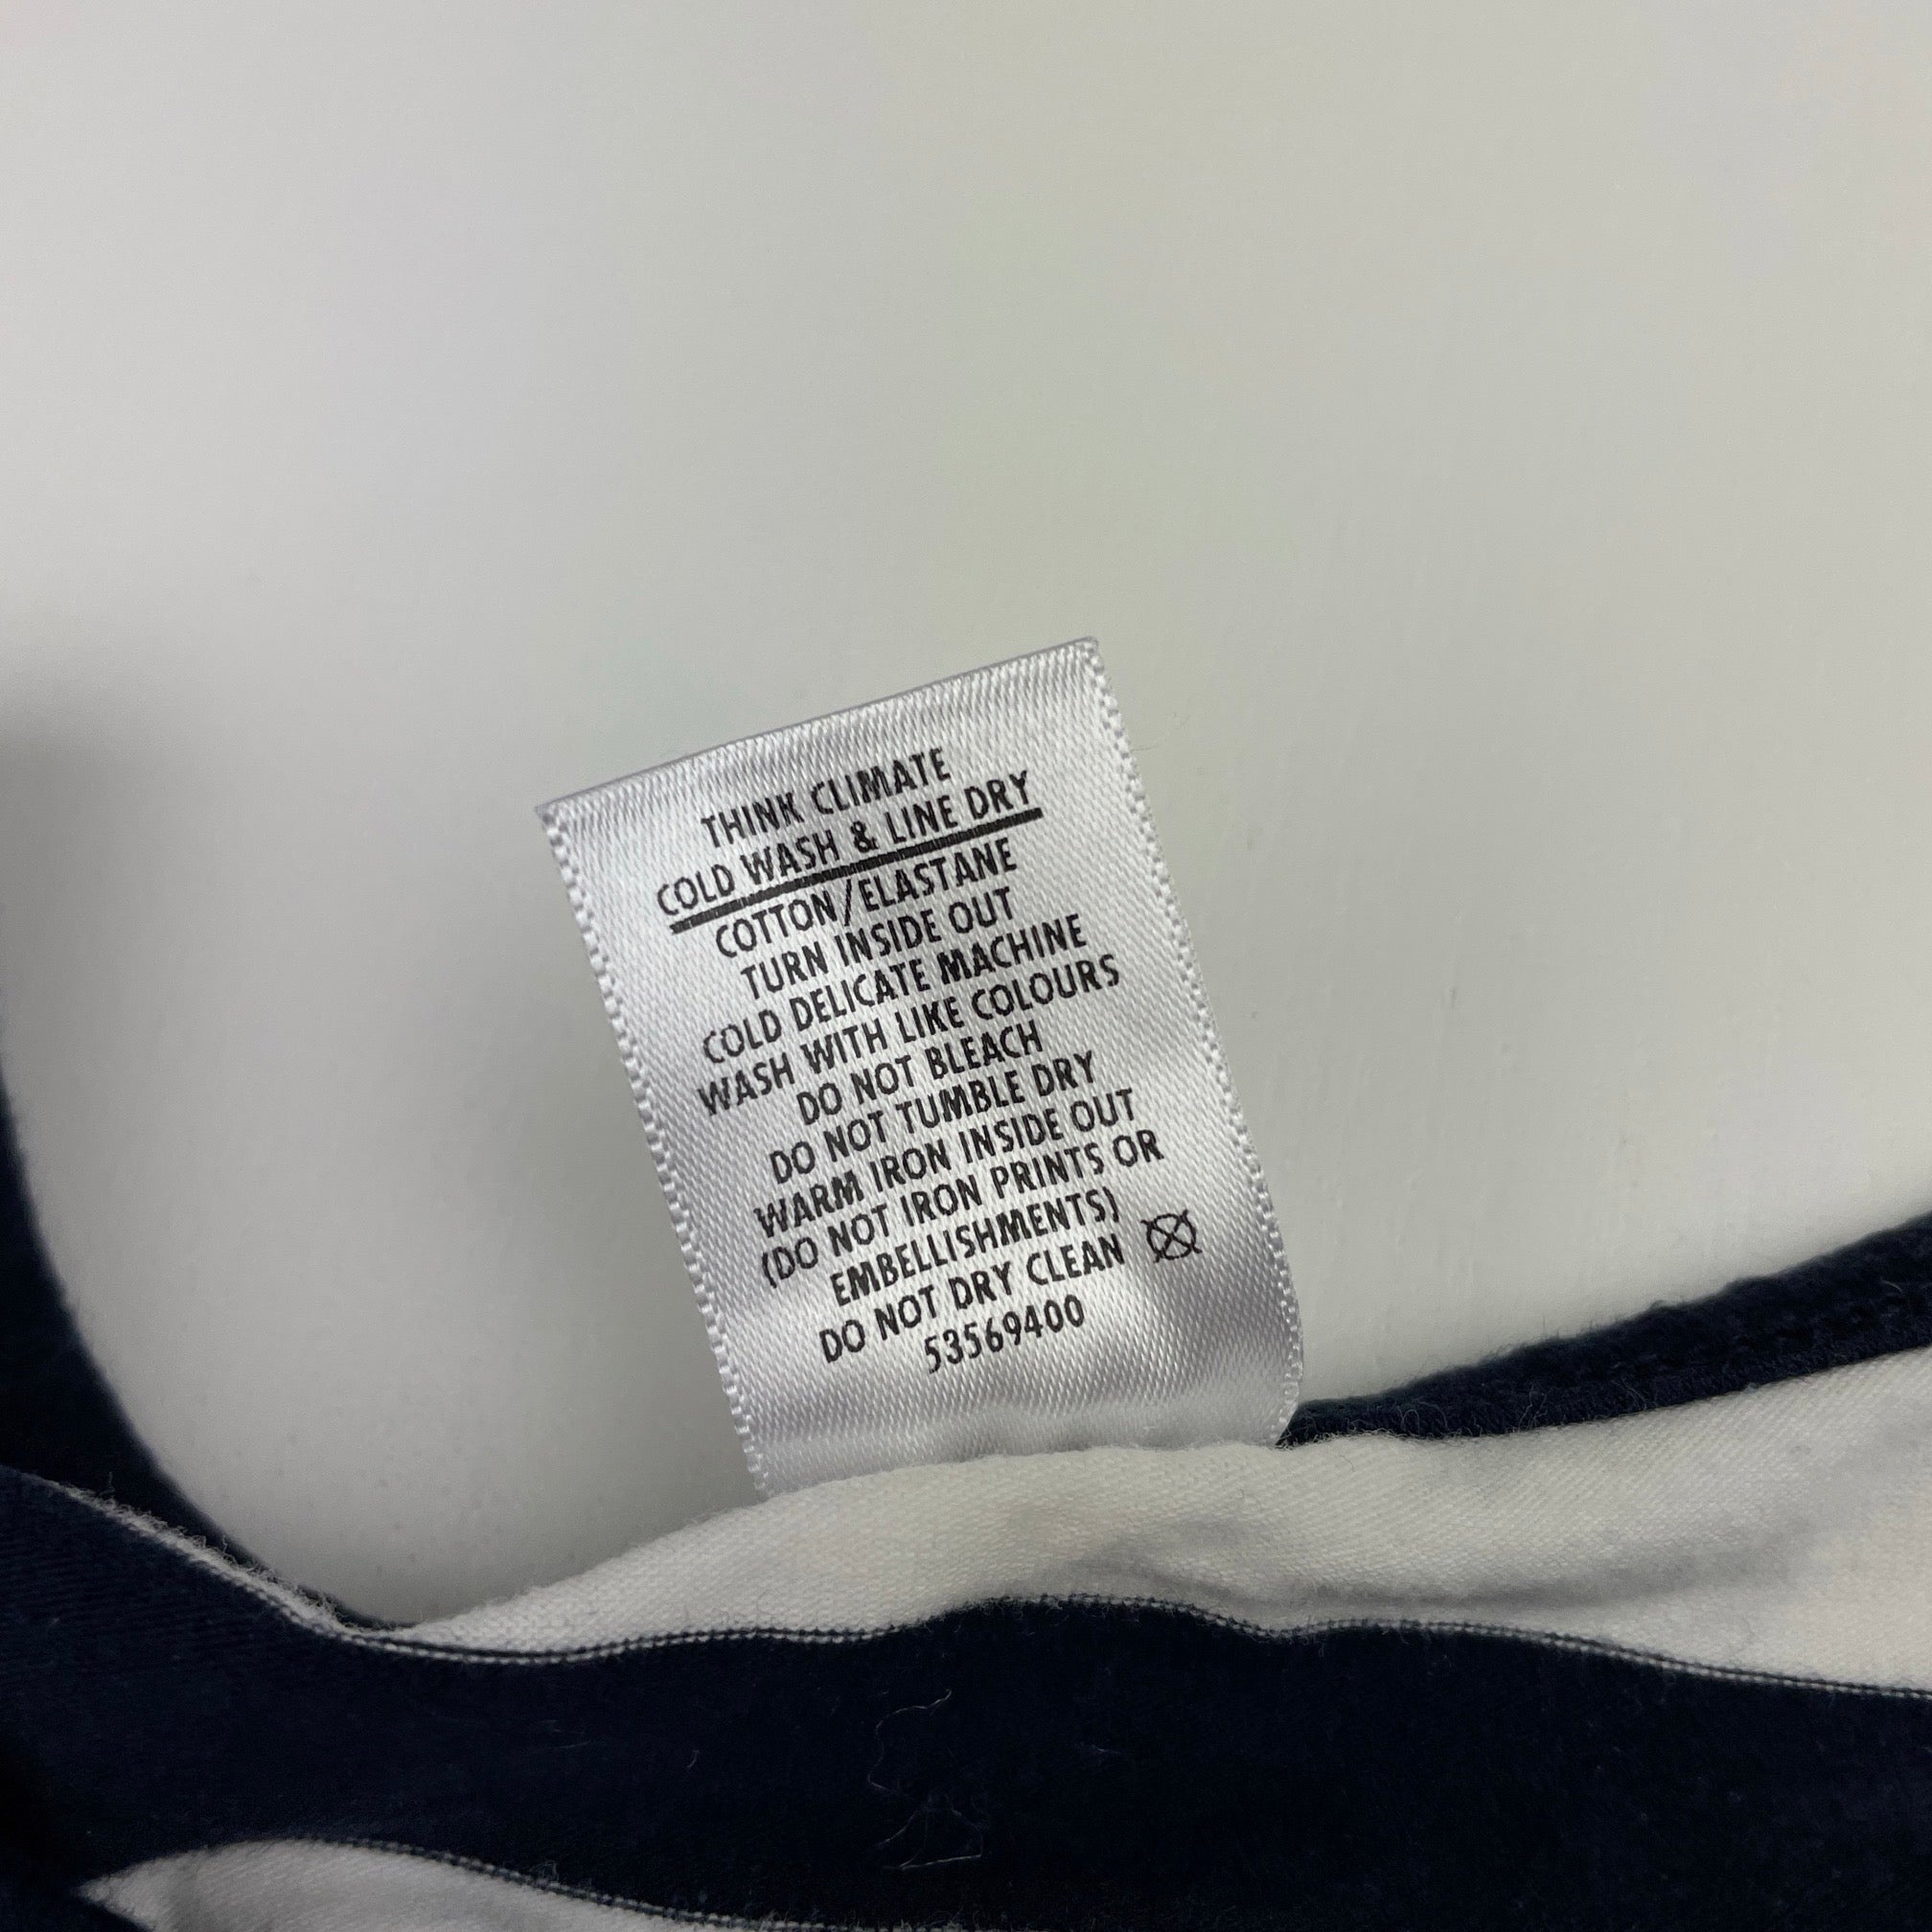 THINK CLIMATE
COLD WASH & LINE DRY
COTTON/ELASTANE
TURN INSIDE OUT
COLD DELICATE MACHINE
WASH WITH LIKE COLOURS
DO NOT BLEACH
DO NOT TUMBLE DRY
WARM IRON INSIDE OUT
(DO NOT IRON PRINTS OR
EMBELLISHMENTS)
DO NOT DRY CLEAN
53569400